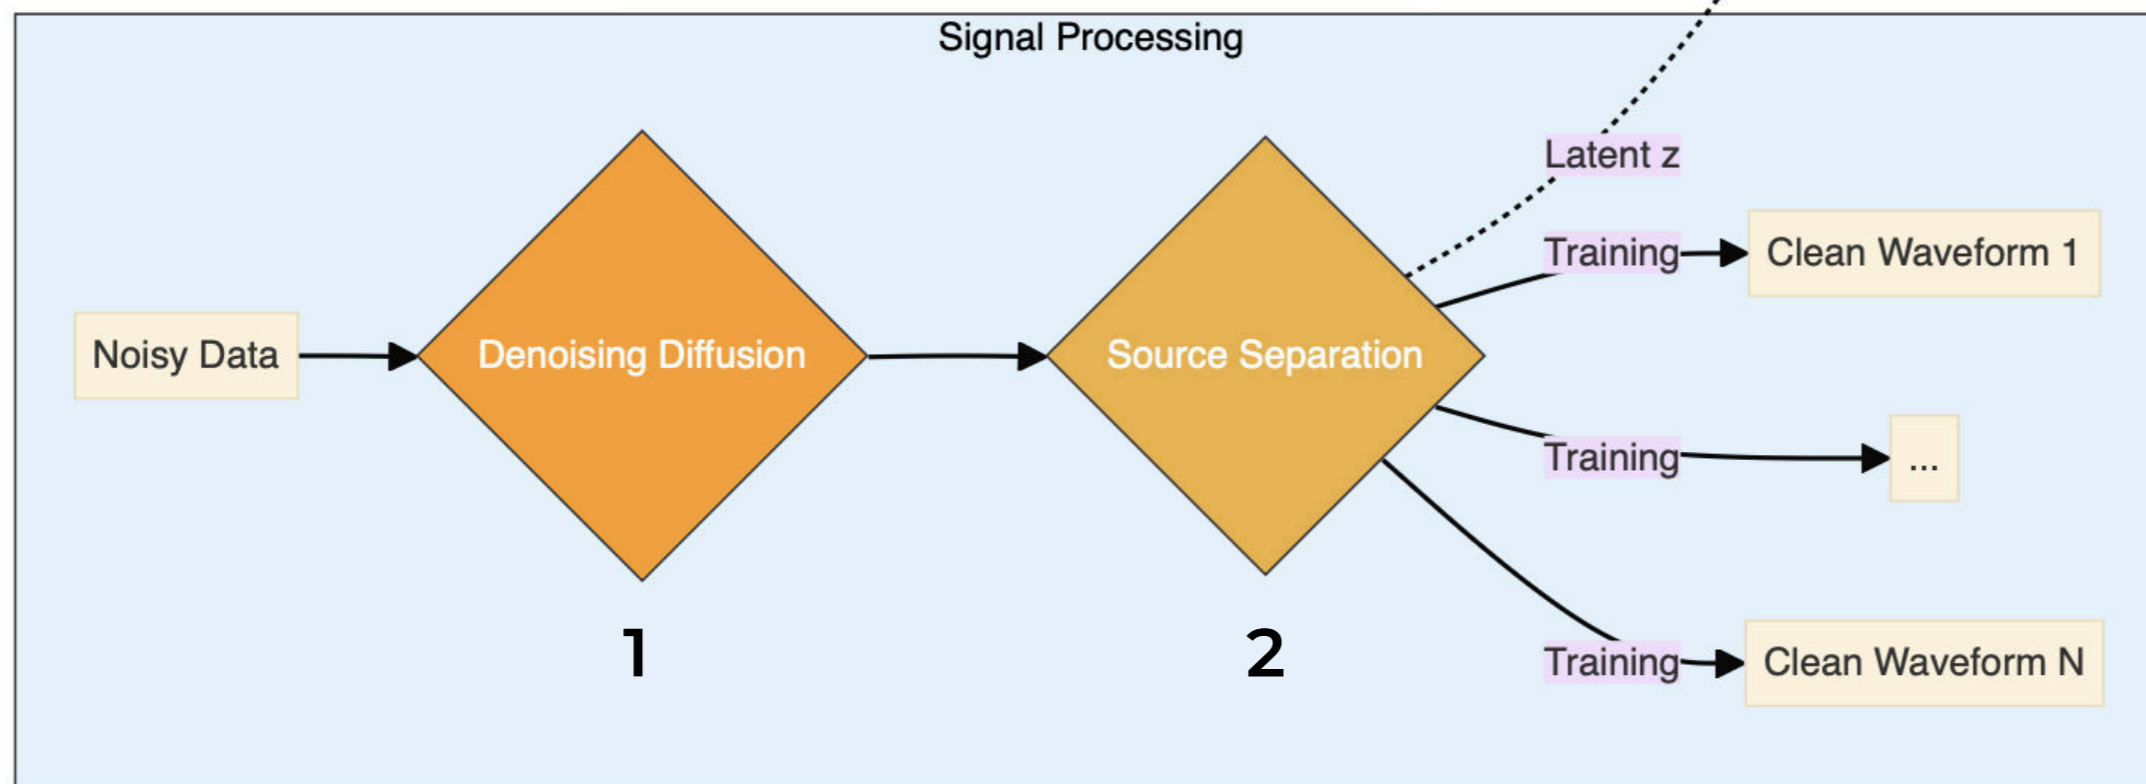 Signal Processing
Latent z
Training
Clean Waveform 1
Noisy Data
Denoising Diffusion
Source Separation
Training
...
Training
Clean Waveform N
1
2